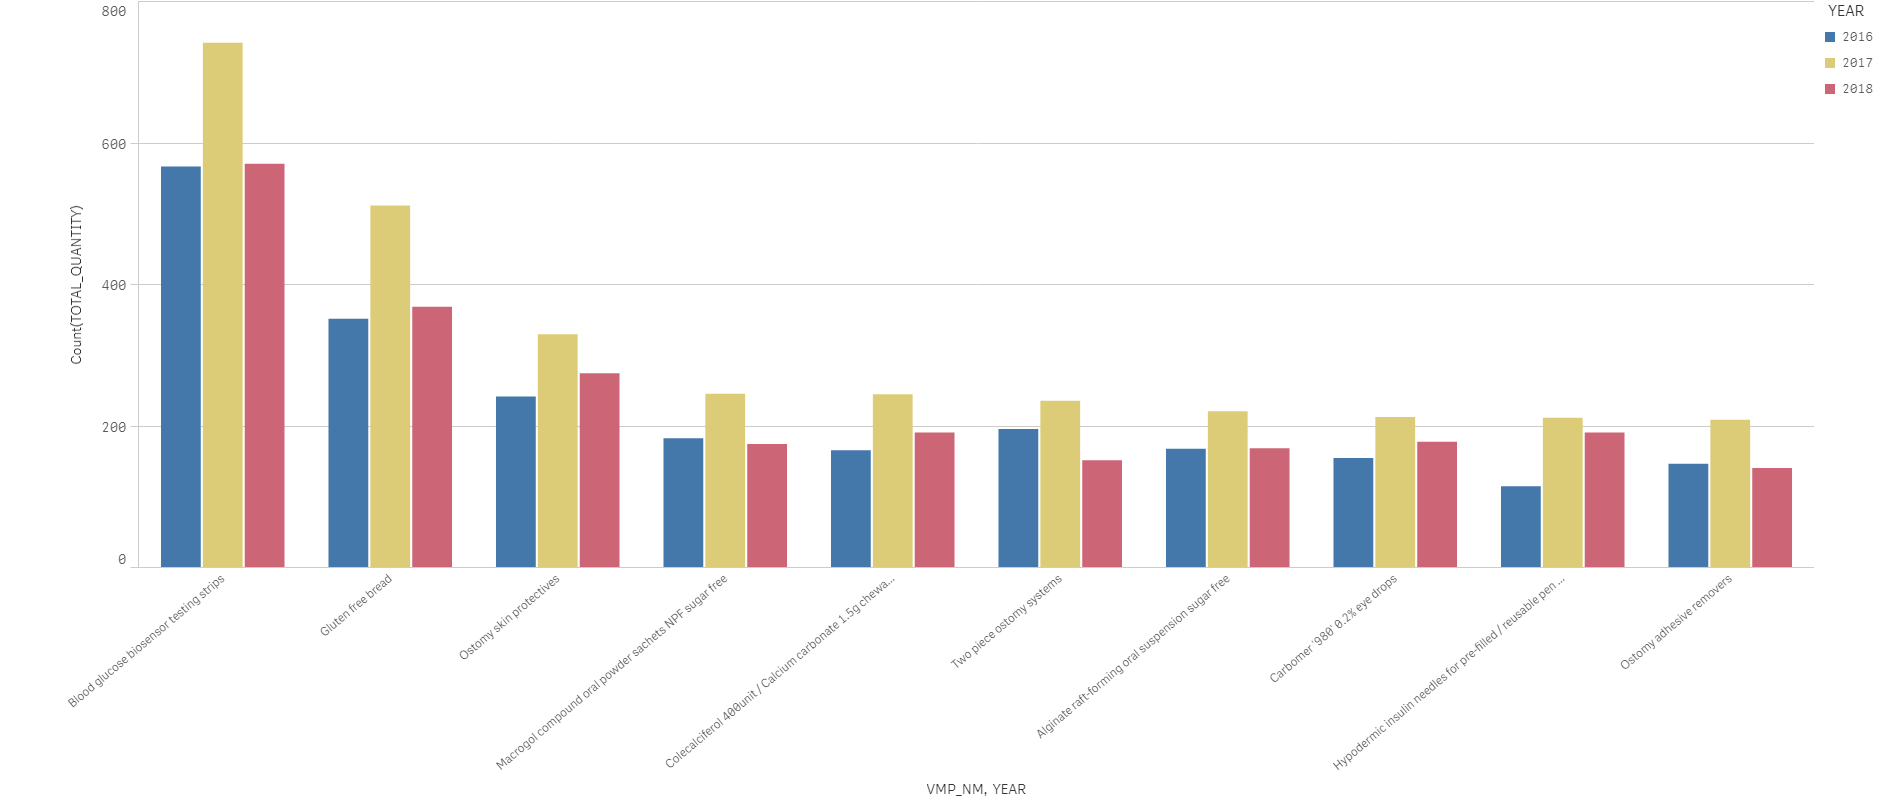 800
600
400
200
0
Count(TOTAL_QUANTITY)
Blood glucose biosensor testing strips
Gluten free bread
Ostomy skin protectives
Macrogol compound oral powder sachets NPF sugar free
Colecalciferol 400unit / Calcium carbonate 1.5g chewa...
Two piece ostomy systems
Alginate raft-forming oral suspension sugar free
Carbomer '980' 0.2% eye drops
Hypodermic insulin needles for pre-filled / reusable pen ...
Ostomy adhesive removers
VMP_NM, YEAR
YEAR
2016
2017
2018